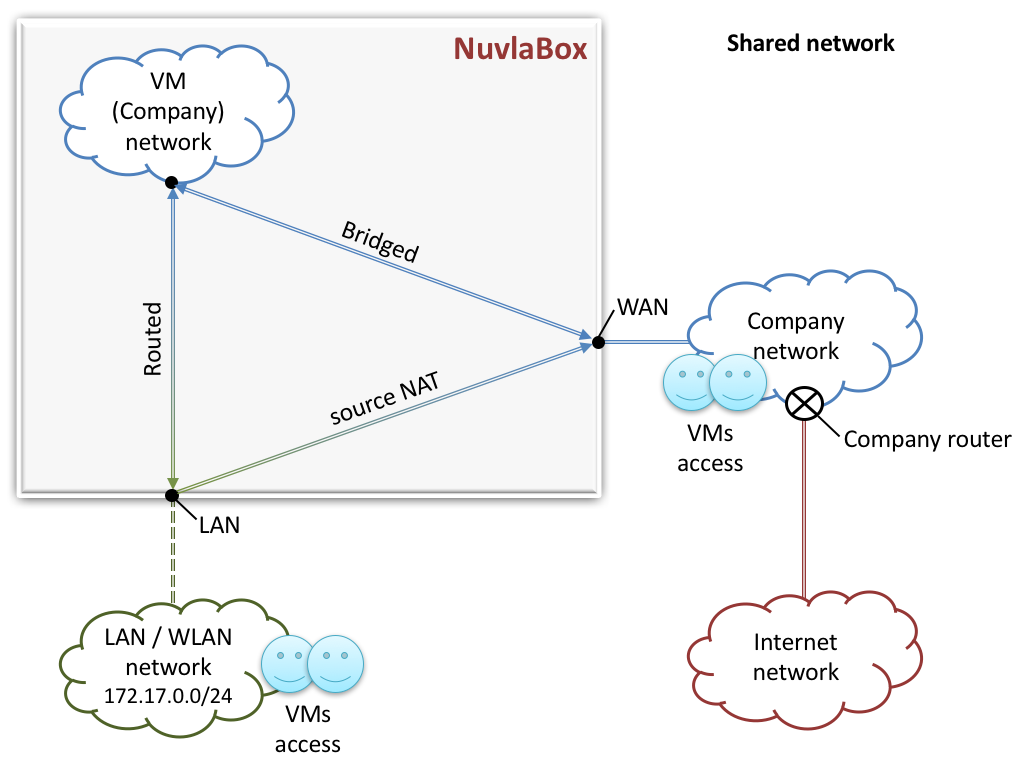 NuvlaBox
Shared network
VM
(Company)
network
Bridged
Routed
source NAT
WAN
Company
network
VMs
access
Company router
LAN
LAN / WLAN
network
172.17.0.0/24
VMs
access
Internet
network